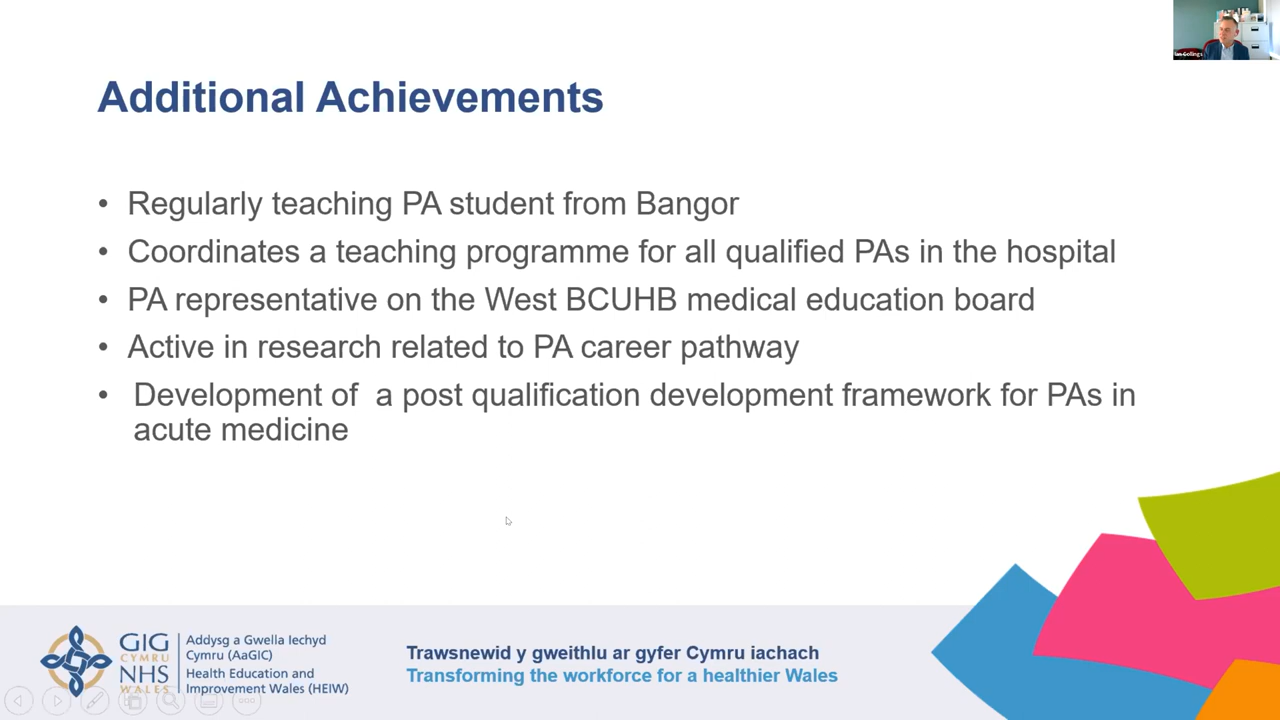 Ian Collings
Additional Achievements
• Regularly teaching PA student from Bangor
• Coordinates a teaching programme for all qualified PAs in the hospital
• PA representative on the West BCUHB medical education board
• Active in research related to PA career pathway
• Development of  a post qualification development framework for PAs in
acute medicine
GIG
CYMRU
NHS
WALES
Addysg a Gwella Iechyd
Cymru (AaGIC)
Health Education and
Improvement Wales (HEIW)
Trawsnewid y gweithlu ar gyfer Cymru iachach
Transforming the workforce for a healthier Wales